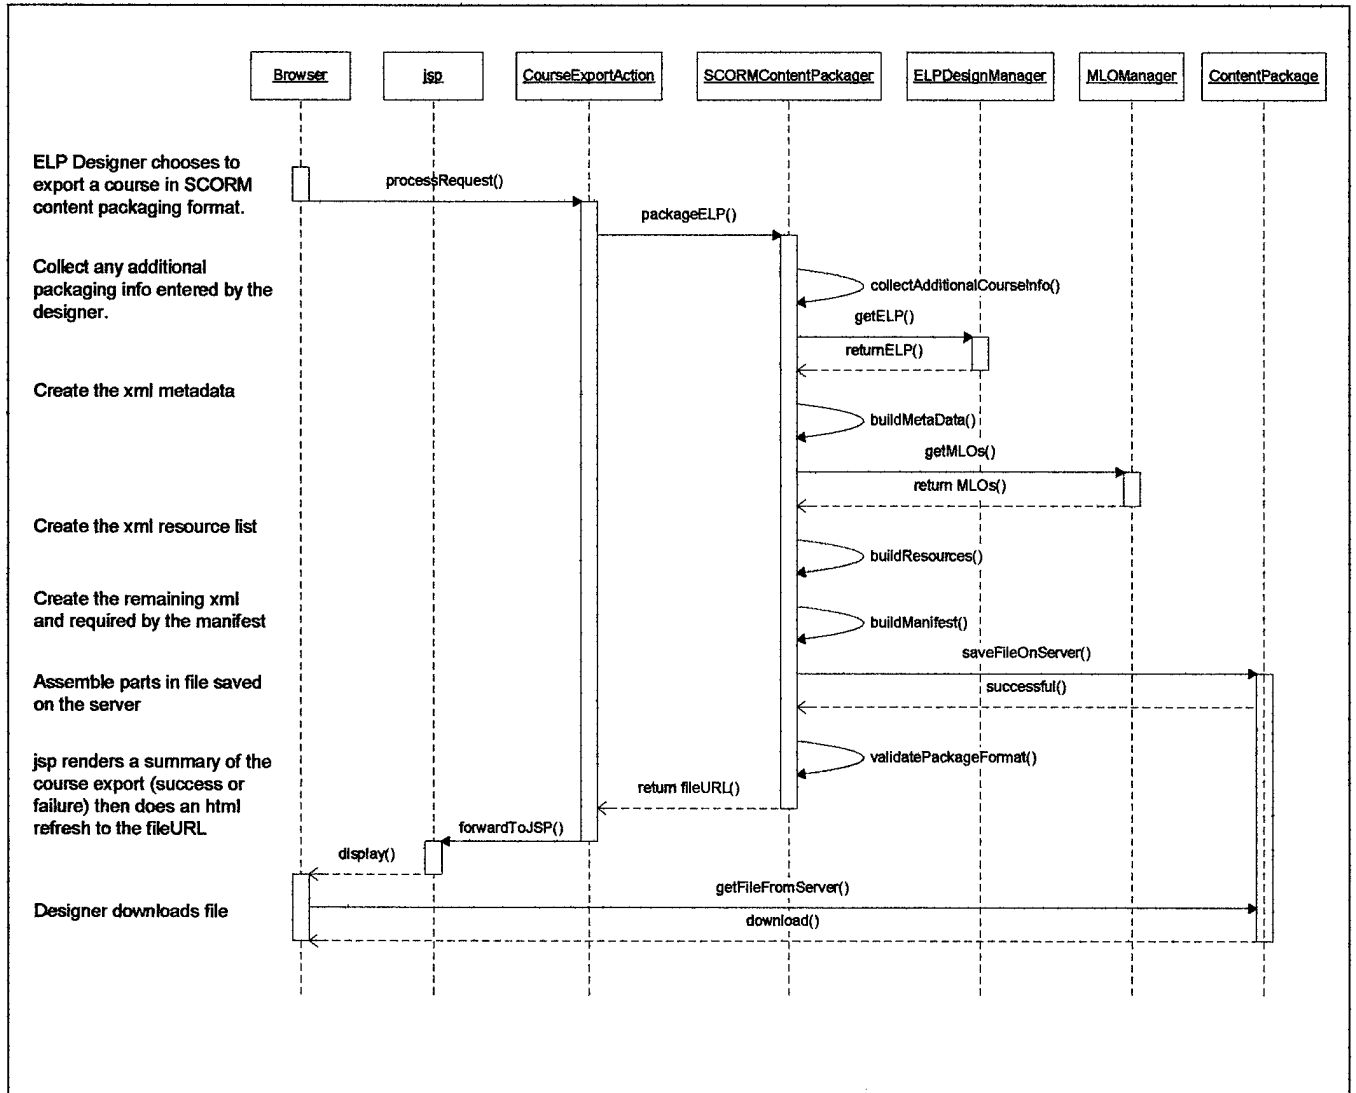 Browser
jsp
CourseExportAction
SCORMContentPackager
ELPDesignManager
MLOManager
ContentPackage
ELP Designer chooses to
export a course in SCORM
content packaging format.
processRequest()
packageELP()
Collect any additional
packaging info entered by the
designer.
collectAdditionalCourseInfo()
getELP()
returnELP()
Create the xml metadata
buildMetaData()
getMLOs()
return MLOs()
Create the xml resource list
buildResources()
Create the remaining xml
and required by the manifest
buildManifest()
saveFileOnServer()
Assemble parts in file saved
on the server
successful()
jsp renders a summary of the
course export (success or
failure) then does an html
refresh to the fileURL
validatePackageFormat()
return fileURL()
forwardToJSP()
display()
getFileFromServer()
Designer downloads file
download()